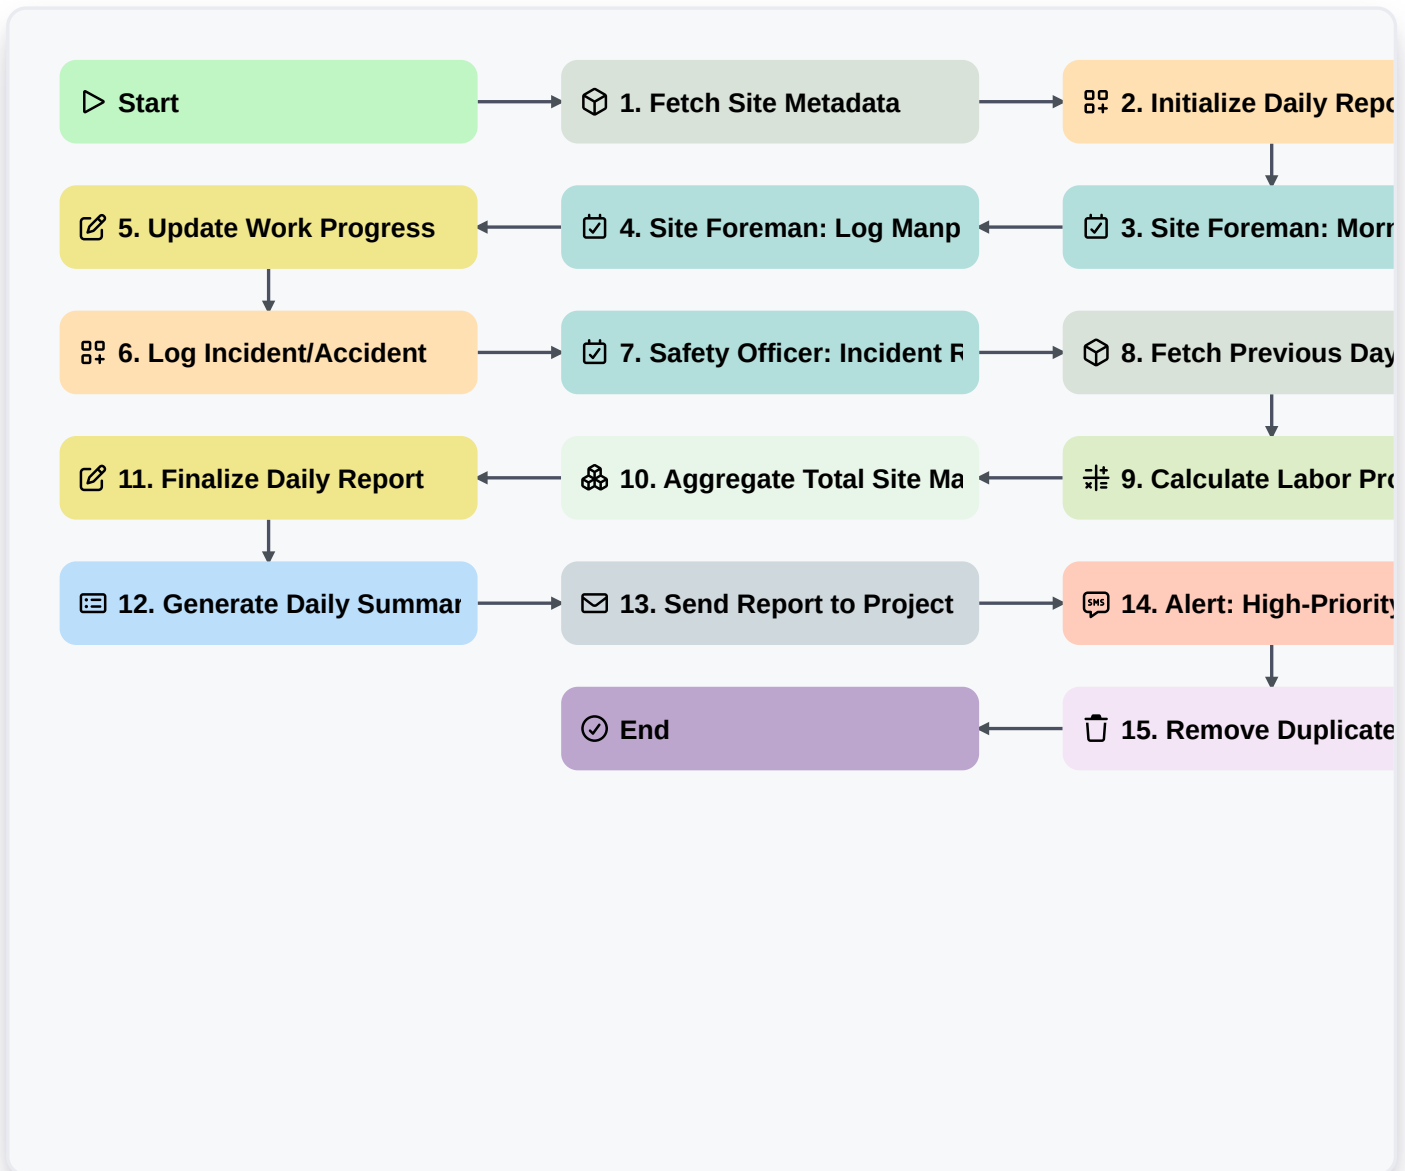 Start
1. Fetch Site Metadata
2. Initialize Daily Repo
5. Update Work Progress
4. Site Foreman: Log Manp
3. Site Foreman: Morn
6. Log Incident/Accident
7. Safety Officer: Incident R
8. Fetch Previous Day
11. Finalize Daily Report
10. Aggregate Total Site Ma
9. Calculate Labor Pro
12. Generate Daily Summar
13. Send Report to Project
14. Alert: High-Priority
SMS
End
15. Remove Duplicate